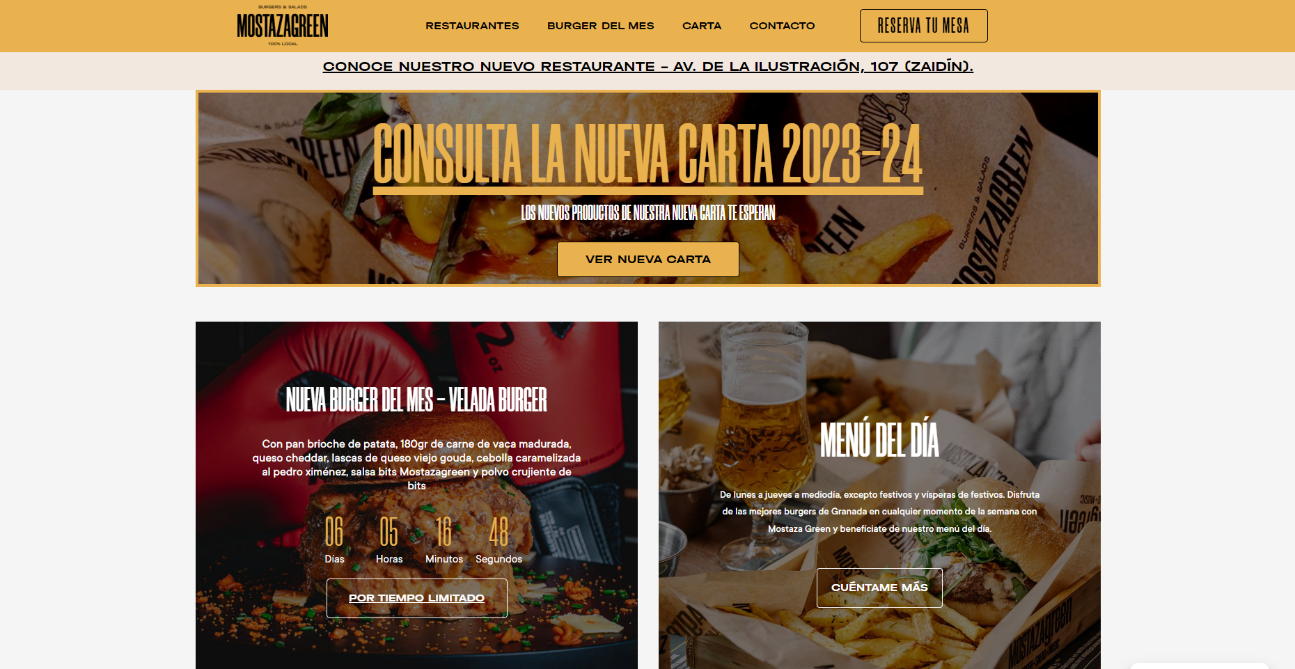 BURGERS & SALADS
MOSTAZAGREEN
100% LOCAL
RESTAURANTES
BURGER DEL MES
CARTA
CONTACTO
RESERVA TU MESA
CONOCE NUESTRO NUEVO RESTAURANTE – AV. DE LA ILUSTRACIÓN, 107 (ZAIDÍN).
CONSULTA LA NUEVA CARTA 2023-24
LOS NUEVOS PRODUCTOS DE NUESTRA NUEVA CARTA TE ESPERAN
VER NUEVA CARTA
BURGERS & SALADS
MOSTAZAGREEN
NUEVA BURGER DEL MES – VELADA BURGER
Con pan brioche de patata, 180gr de carne de vaca madurada,
queso cheddar, lascas de queso viejo gouda, cebolla caramelizada
al pedro ximénez, salsa bits Mostazagreen y polvo crujiente de
bits
06 05 16 48
Días Horas Minutos Segundos
POR TIEMPO LIMITADO
12 oz
MENÚ DEL DÍA
De lunes a jueves a mediodía, excepto festivos y vísperas de festivos. Disfruta
de las mejores burgers de Granada en cualquier momento de la semana con
Mostaza Green y benefíciate de nuestro menú del día.
CUÉNTAME MÁS
MOSTAZAGREEN